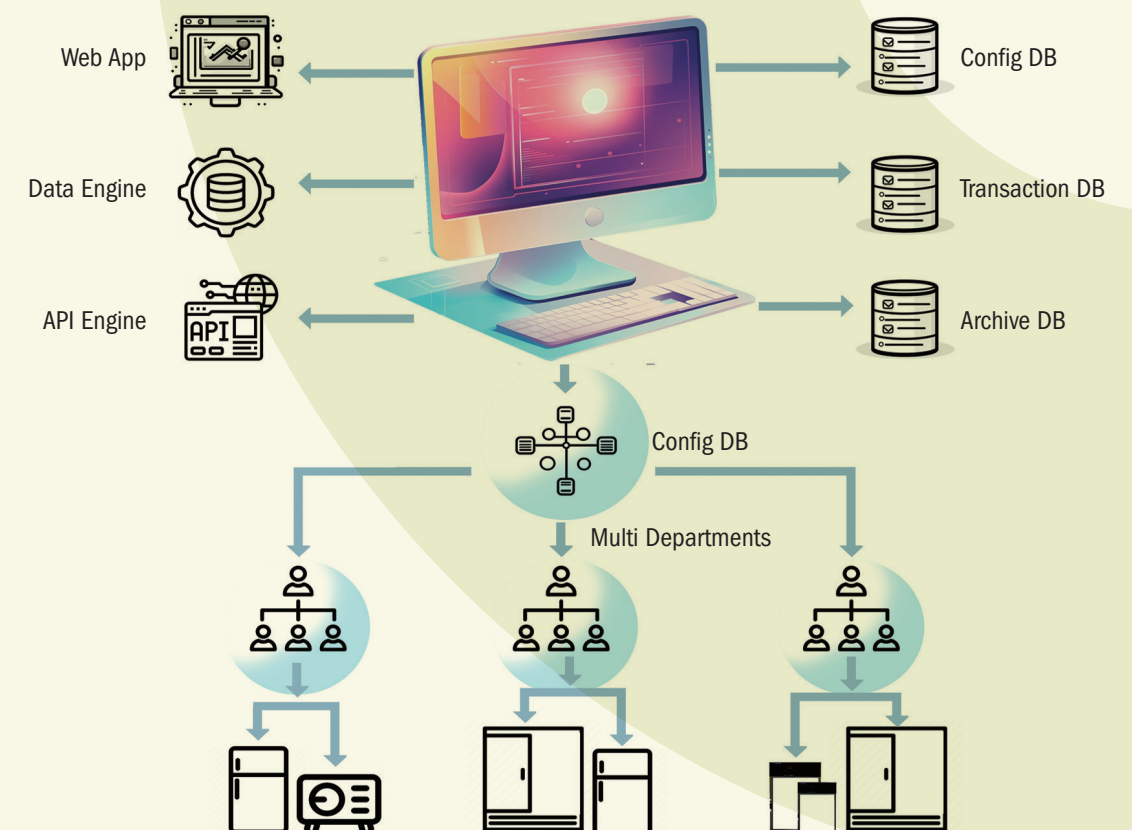 Web App
Config DB
Data Engine
Transaction DB
API Engine
API
Archive DB
Config DB
Multi Departments